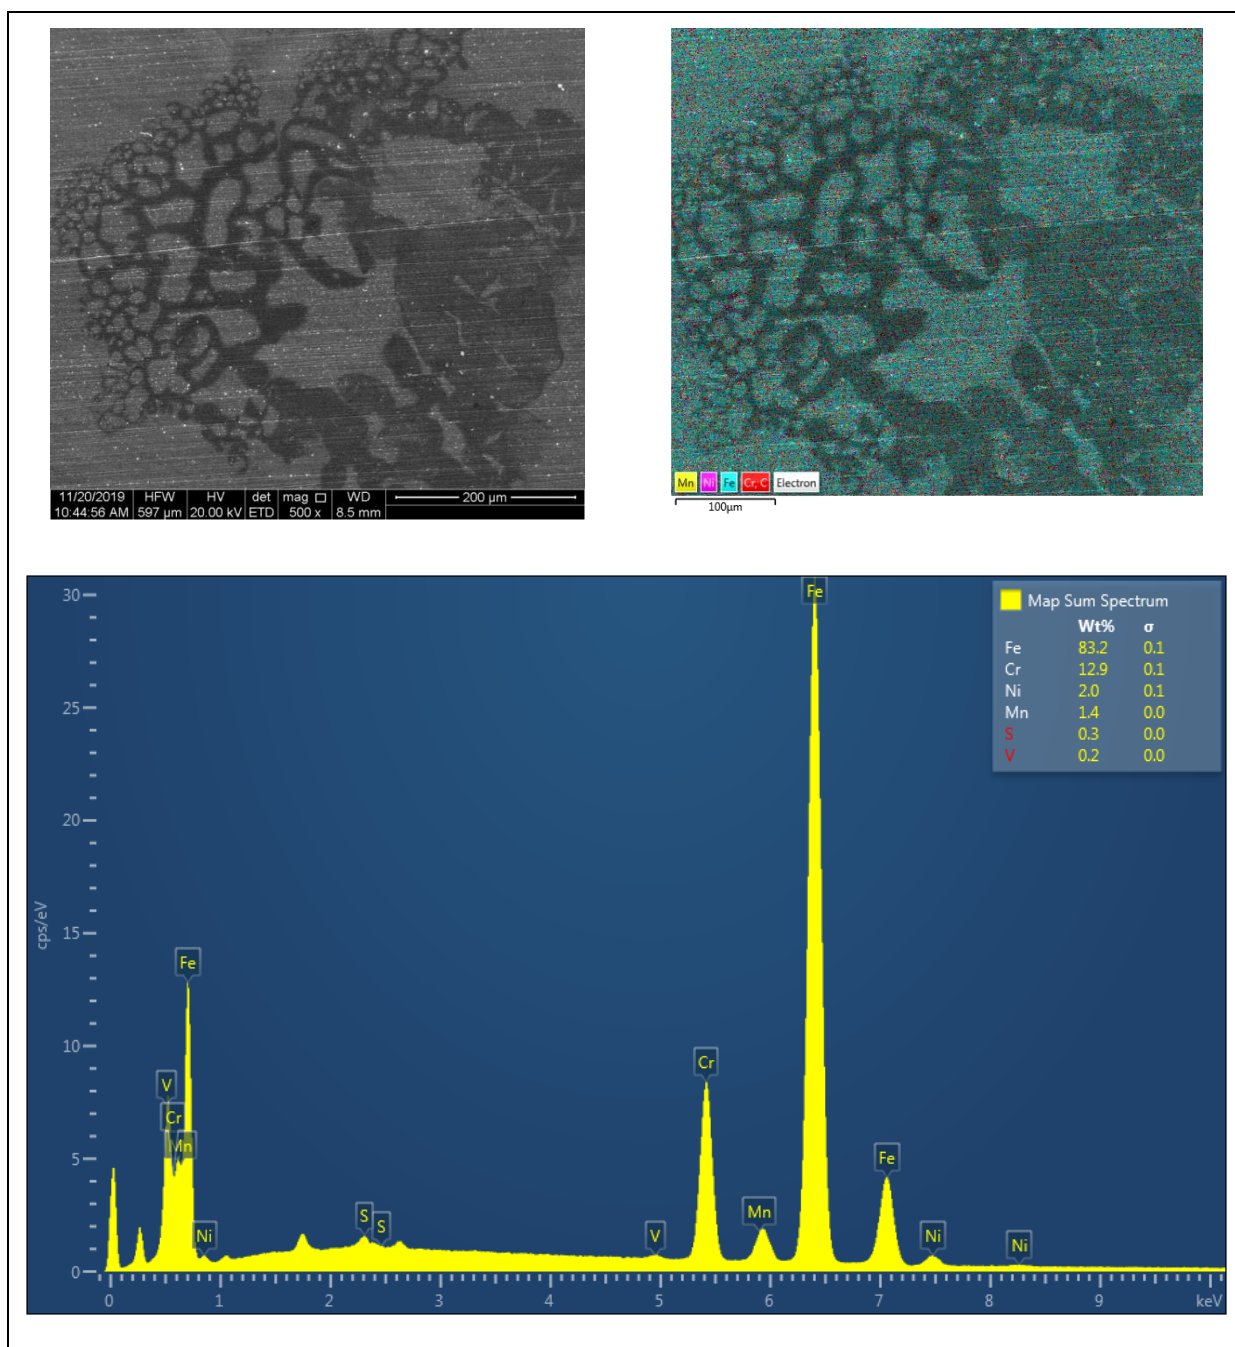 11/20/2019 HFW HV det mag WD 200 µm
10:44:56 AM 597 µm 20.00 kV ETD 500 x 8.5 mm
Mn Ni Fe Cr, C Electron
100µm
Map Sum Spectrum
Wt% σ
Fe 83.2 0.1
Cr 12.9 0.1
Ni 2.0 0.1
Mn 1.4 0.0
S 0.3 0.0
V 0.2 0.0
30
25
20
15
10
5
0
cps/eV
Fe
Fe
V
Cr
Mn
Ni
S
S
V
Cr
Mn
Fe
Ni
Ni
0 1 2 3 4 5 6 7 8 9 keV